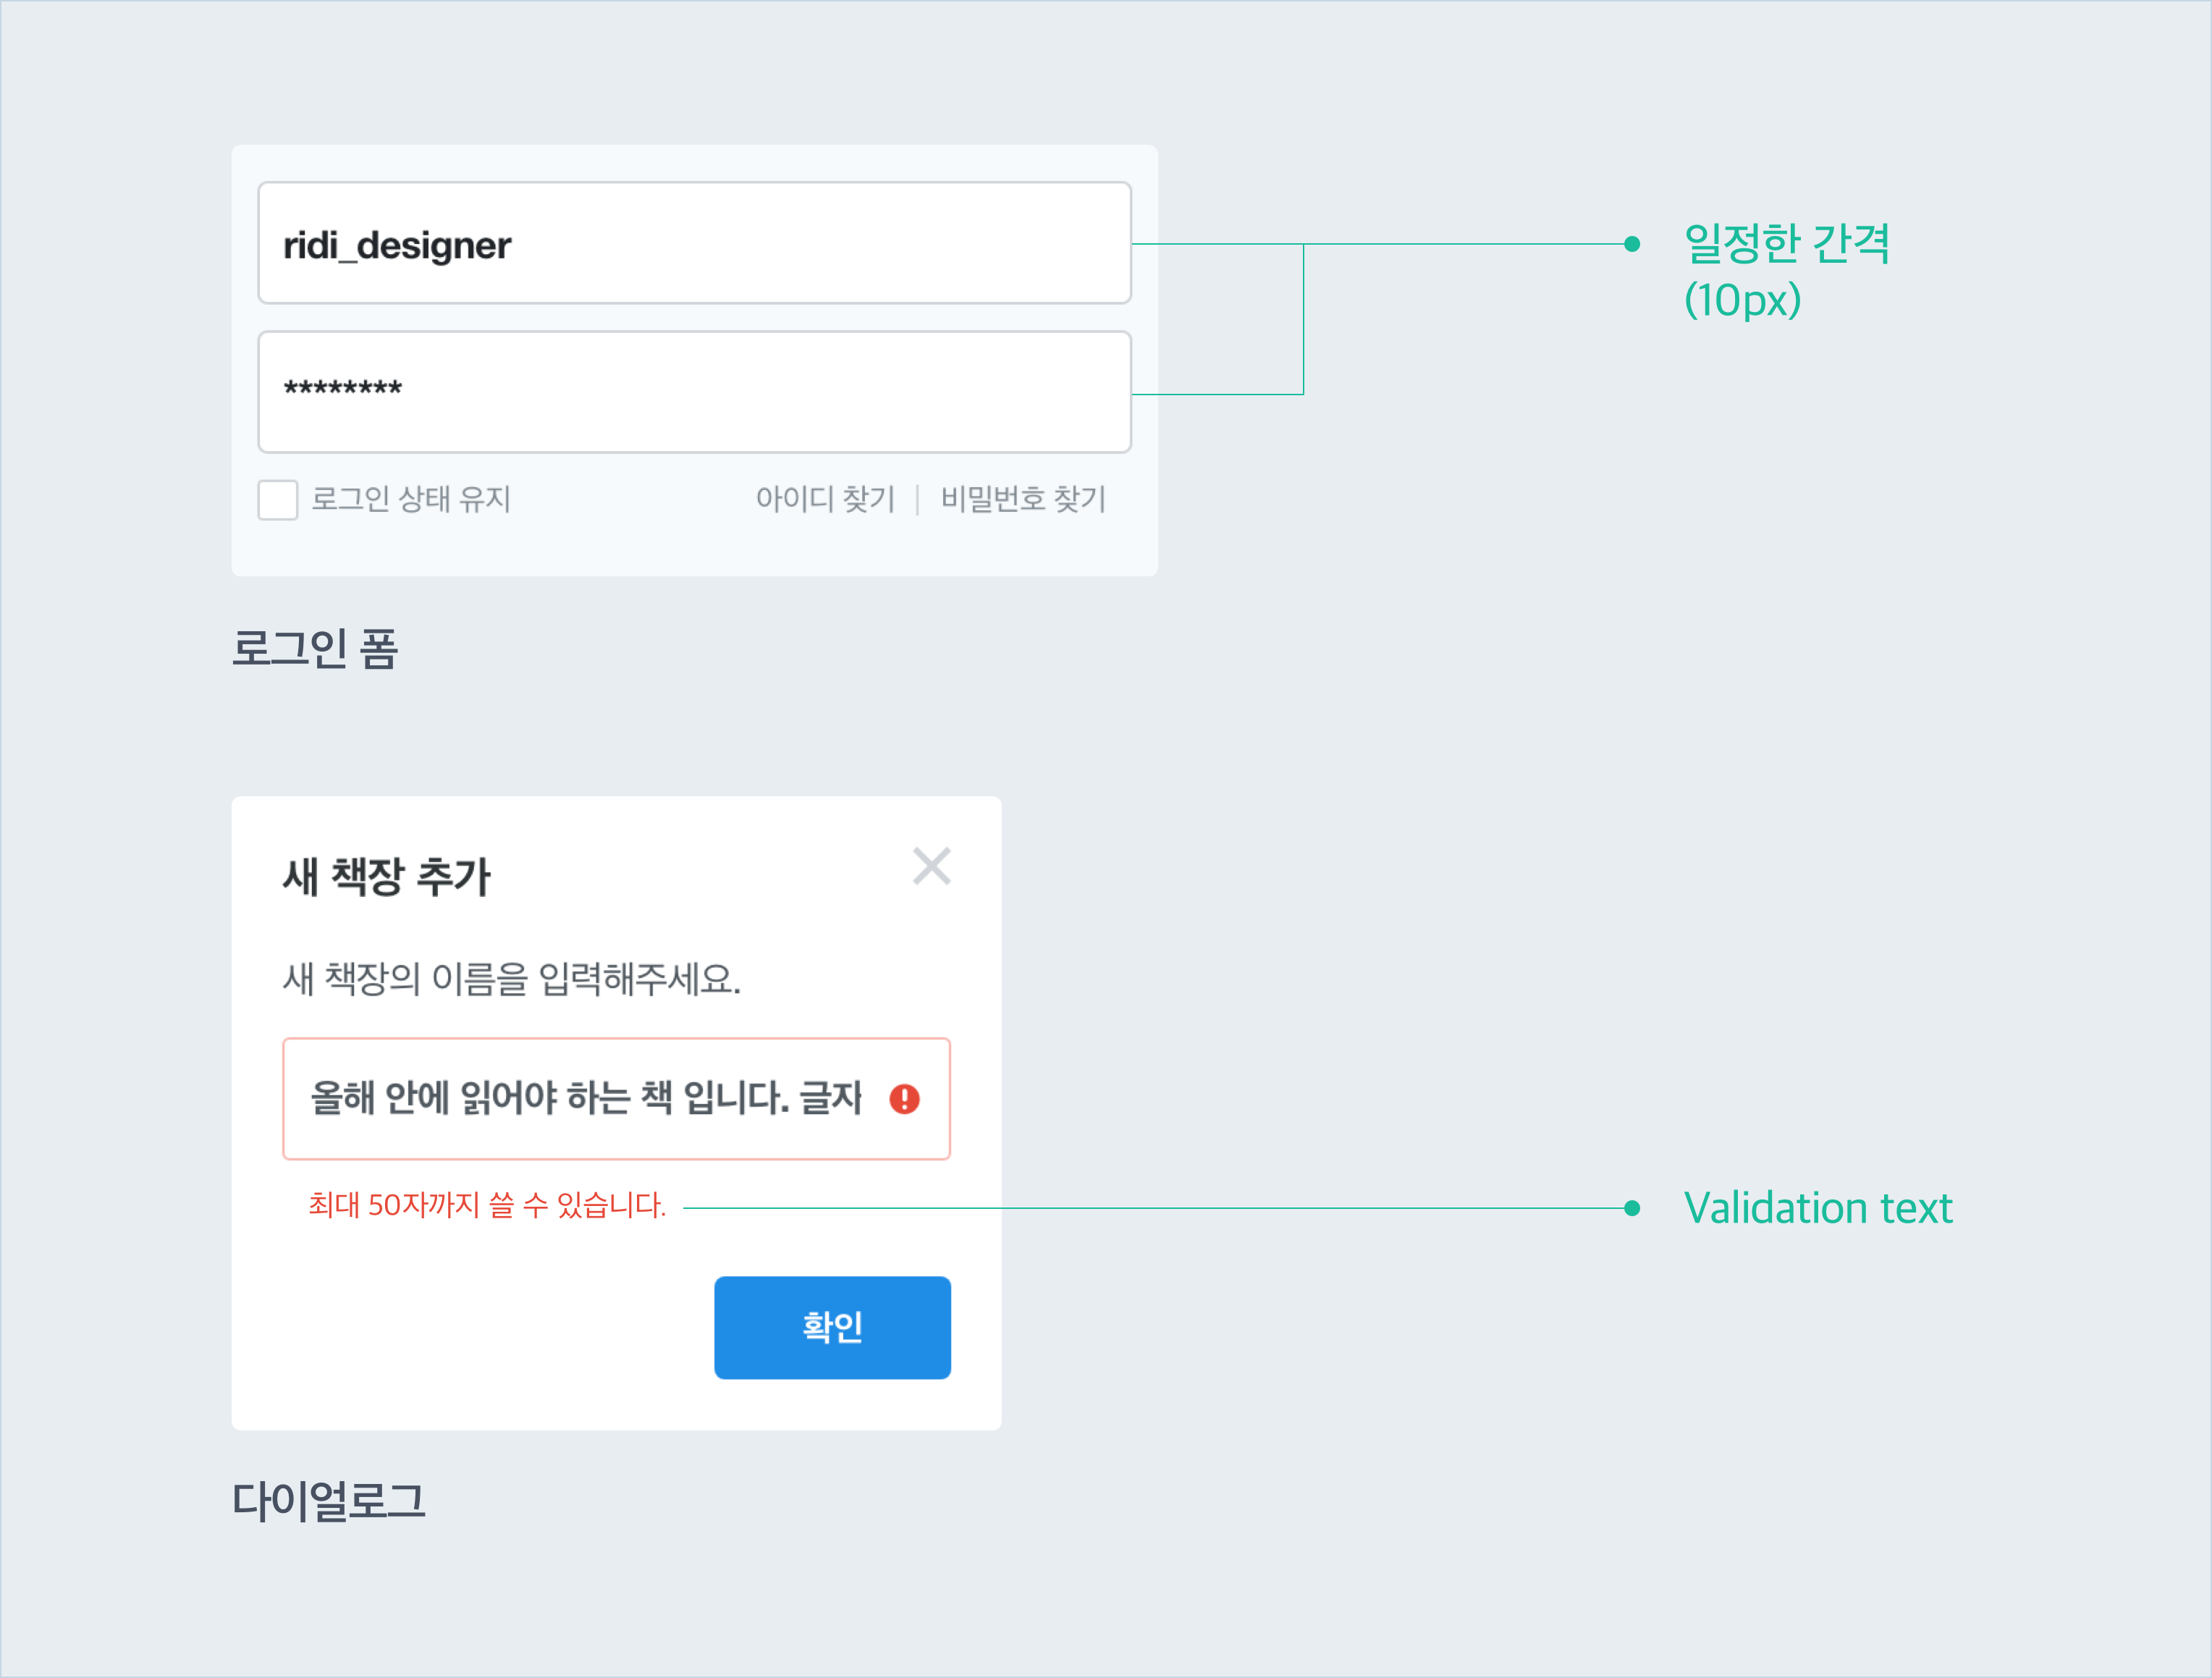 ridi_designer
********
로그인 상태 유지 아이디 찾기 | 비밀번호 찾기
일정한 간격
(10px)
로그인 폼
새 책장 추가
새 책장의 이름을 입력해주세요.
올해 안에 읽어야 하는 책 입니다. 글자
최대 50자까지 쓸 수 있습니다.
Validation text
확인
다이얼로그